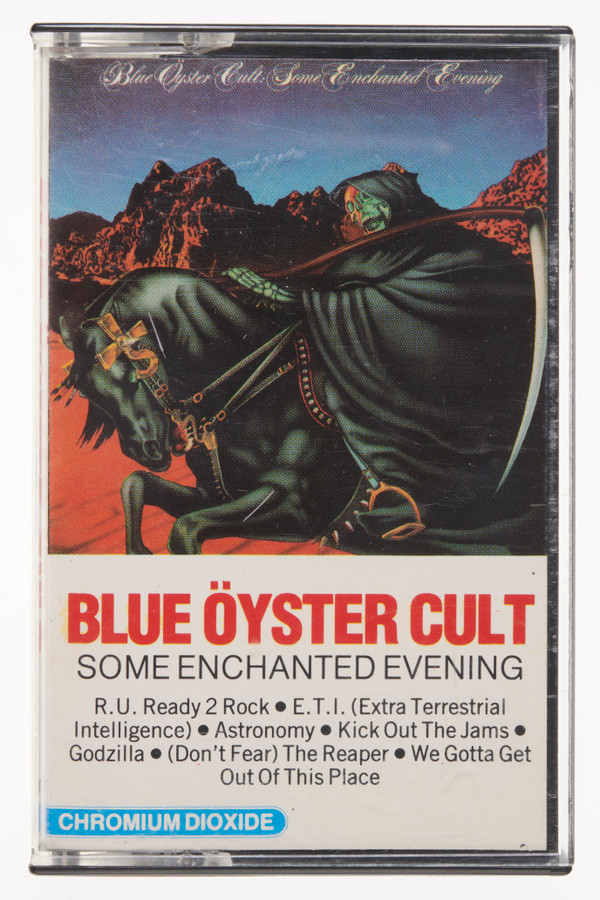 Blue Öyster Cult: Some Enchanted Evening
BLUE ÖYSTER CULT
SOME ENCHANTED EVENING
R.U. Ready 2 Rock ● E.T.I. (Extra Terrestrial
Intelligence) ● Astronomy ● Kick Out The Jams ●
Godzilla ● (Don't Fear) The Reaper ● We Gotta Get
Out Of This Place
CHROMIUM DIOXIDE